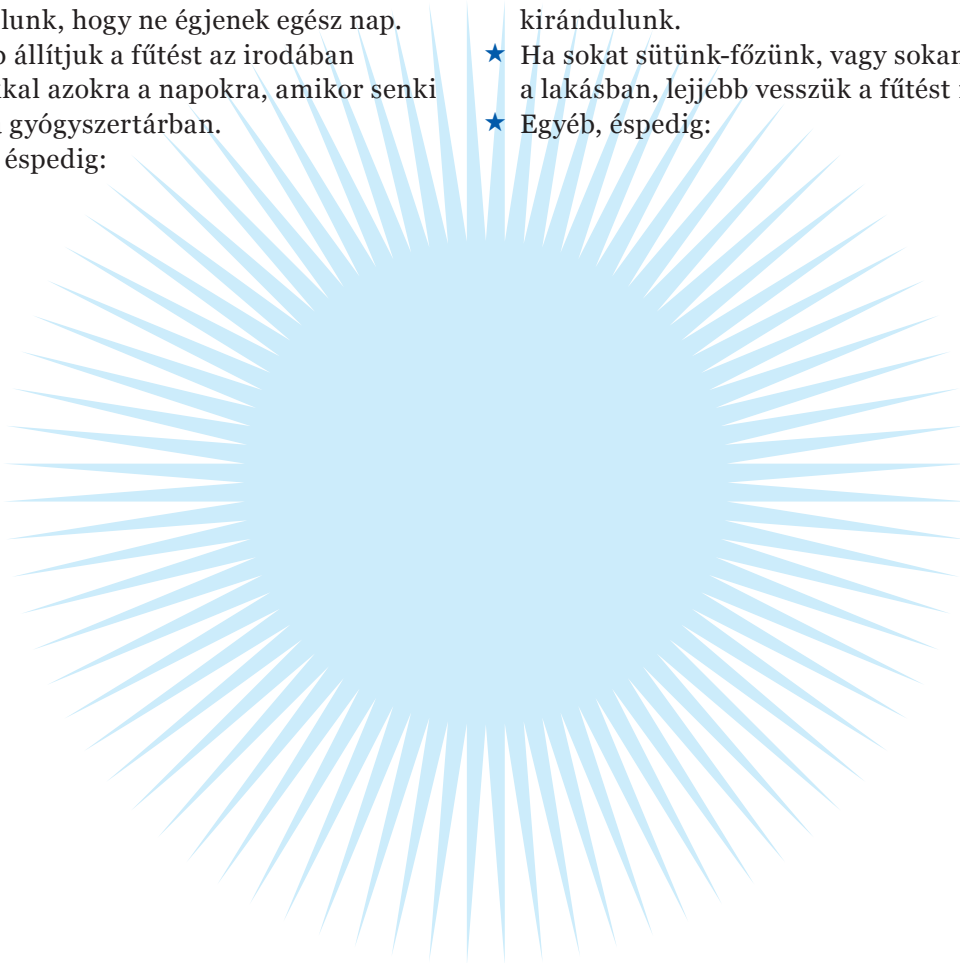 lunk, hogy ne égjenek egész nap.
állítjuk a fűtést az irodában
kal azokra a napokra, amikor senki
gyógyszertárban.
éspedig:
kirándulunk.
★ Ha sokat sütünk-főzünk, vagy sokan
a lakásban, lejjebb vesszük a fűtést
★ Egyéb, éspedig: